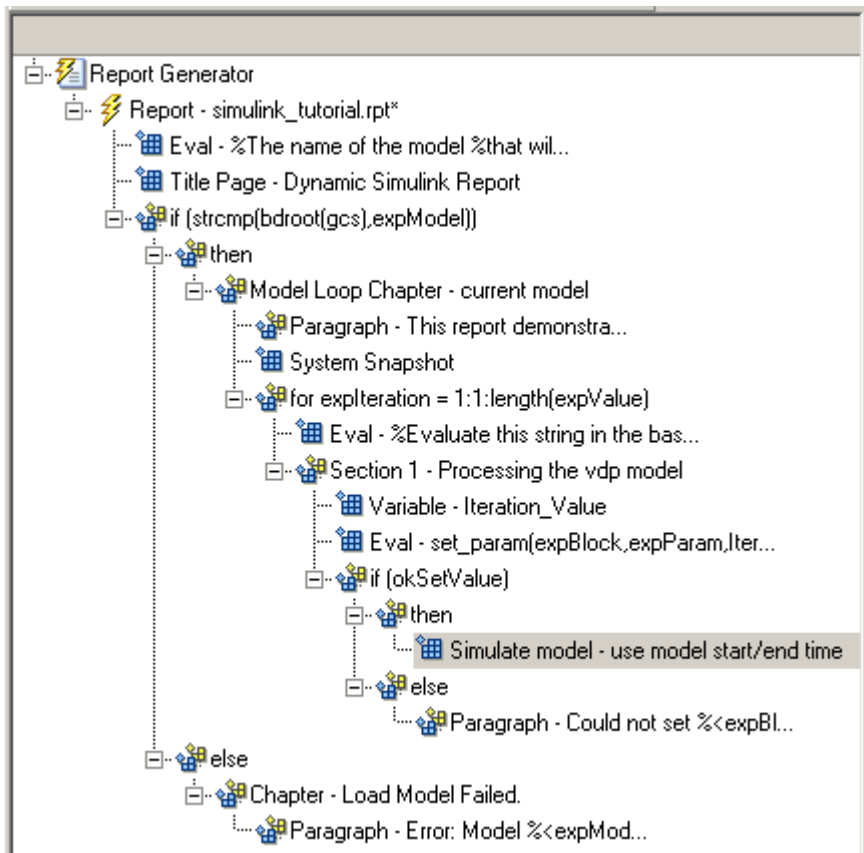 Report Generator
Report - simulink_tutorial.rpt*
Eval - %The name of the model %that wil...
Title Page - Dynamic Simulink Report
if (strcmp(bdroot(gcs),expModel))
then
Model Loop Chapter - current model
Paragraph - This report demonstra...
System Snapshot
for expIteration = 1:1:length(expValue)
Eval - %Evaluate this string in the bas...
Section 1 - Processing the vdp model
Variable - Iteration_Value
Eval - set_param(expBlock,expParam,Iter...
if (okSetValue)
then
Simulate model - use model start/end time
else
Paragraph - Could not set %<expBl...
else
Chapter - Load Model Failed.
Paragraph - Error: Model %<expMod...